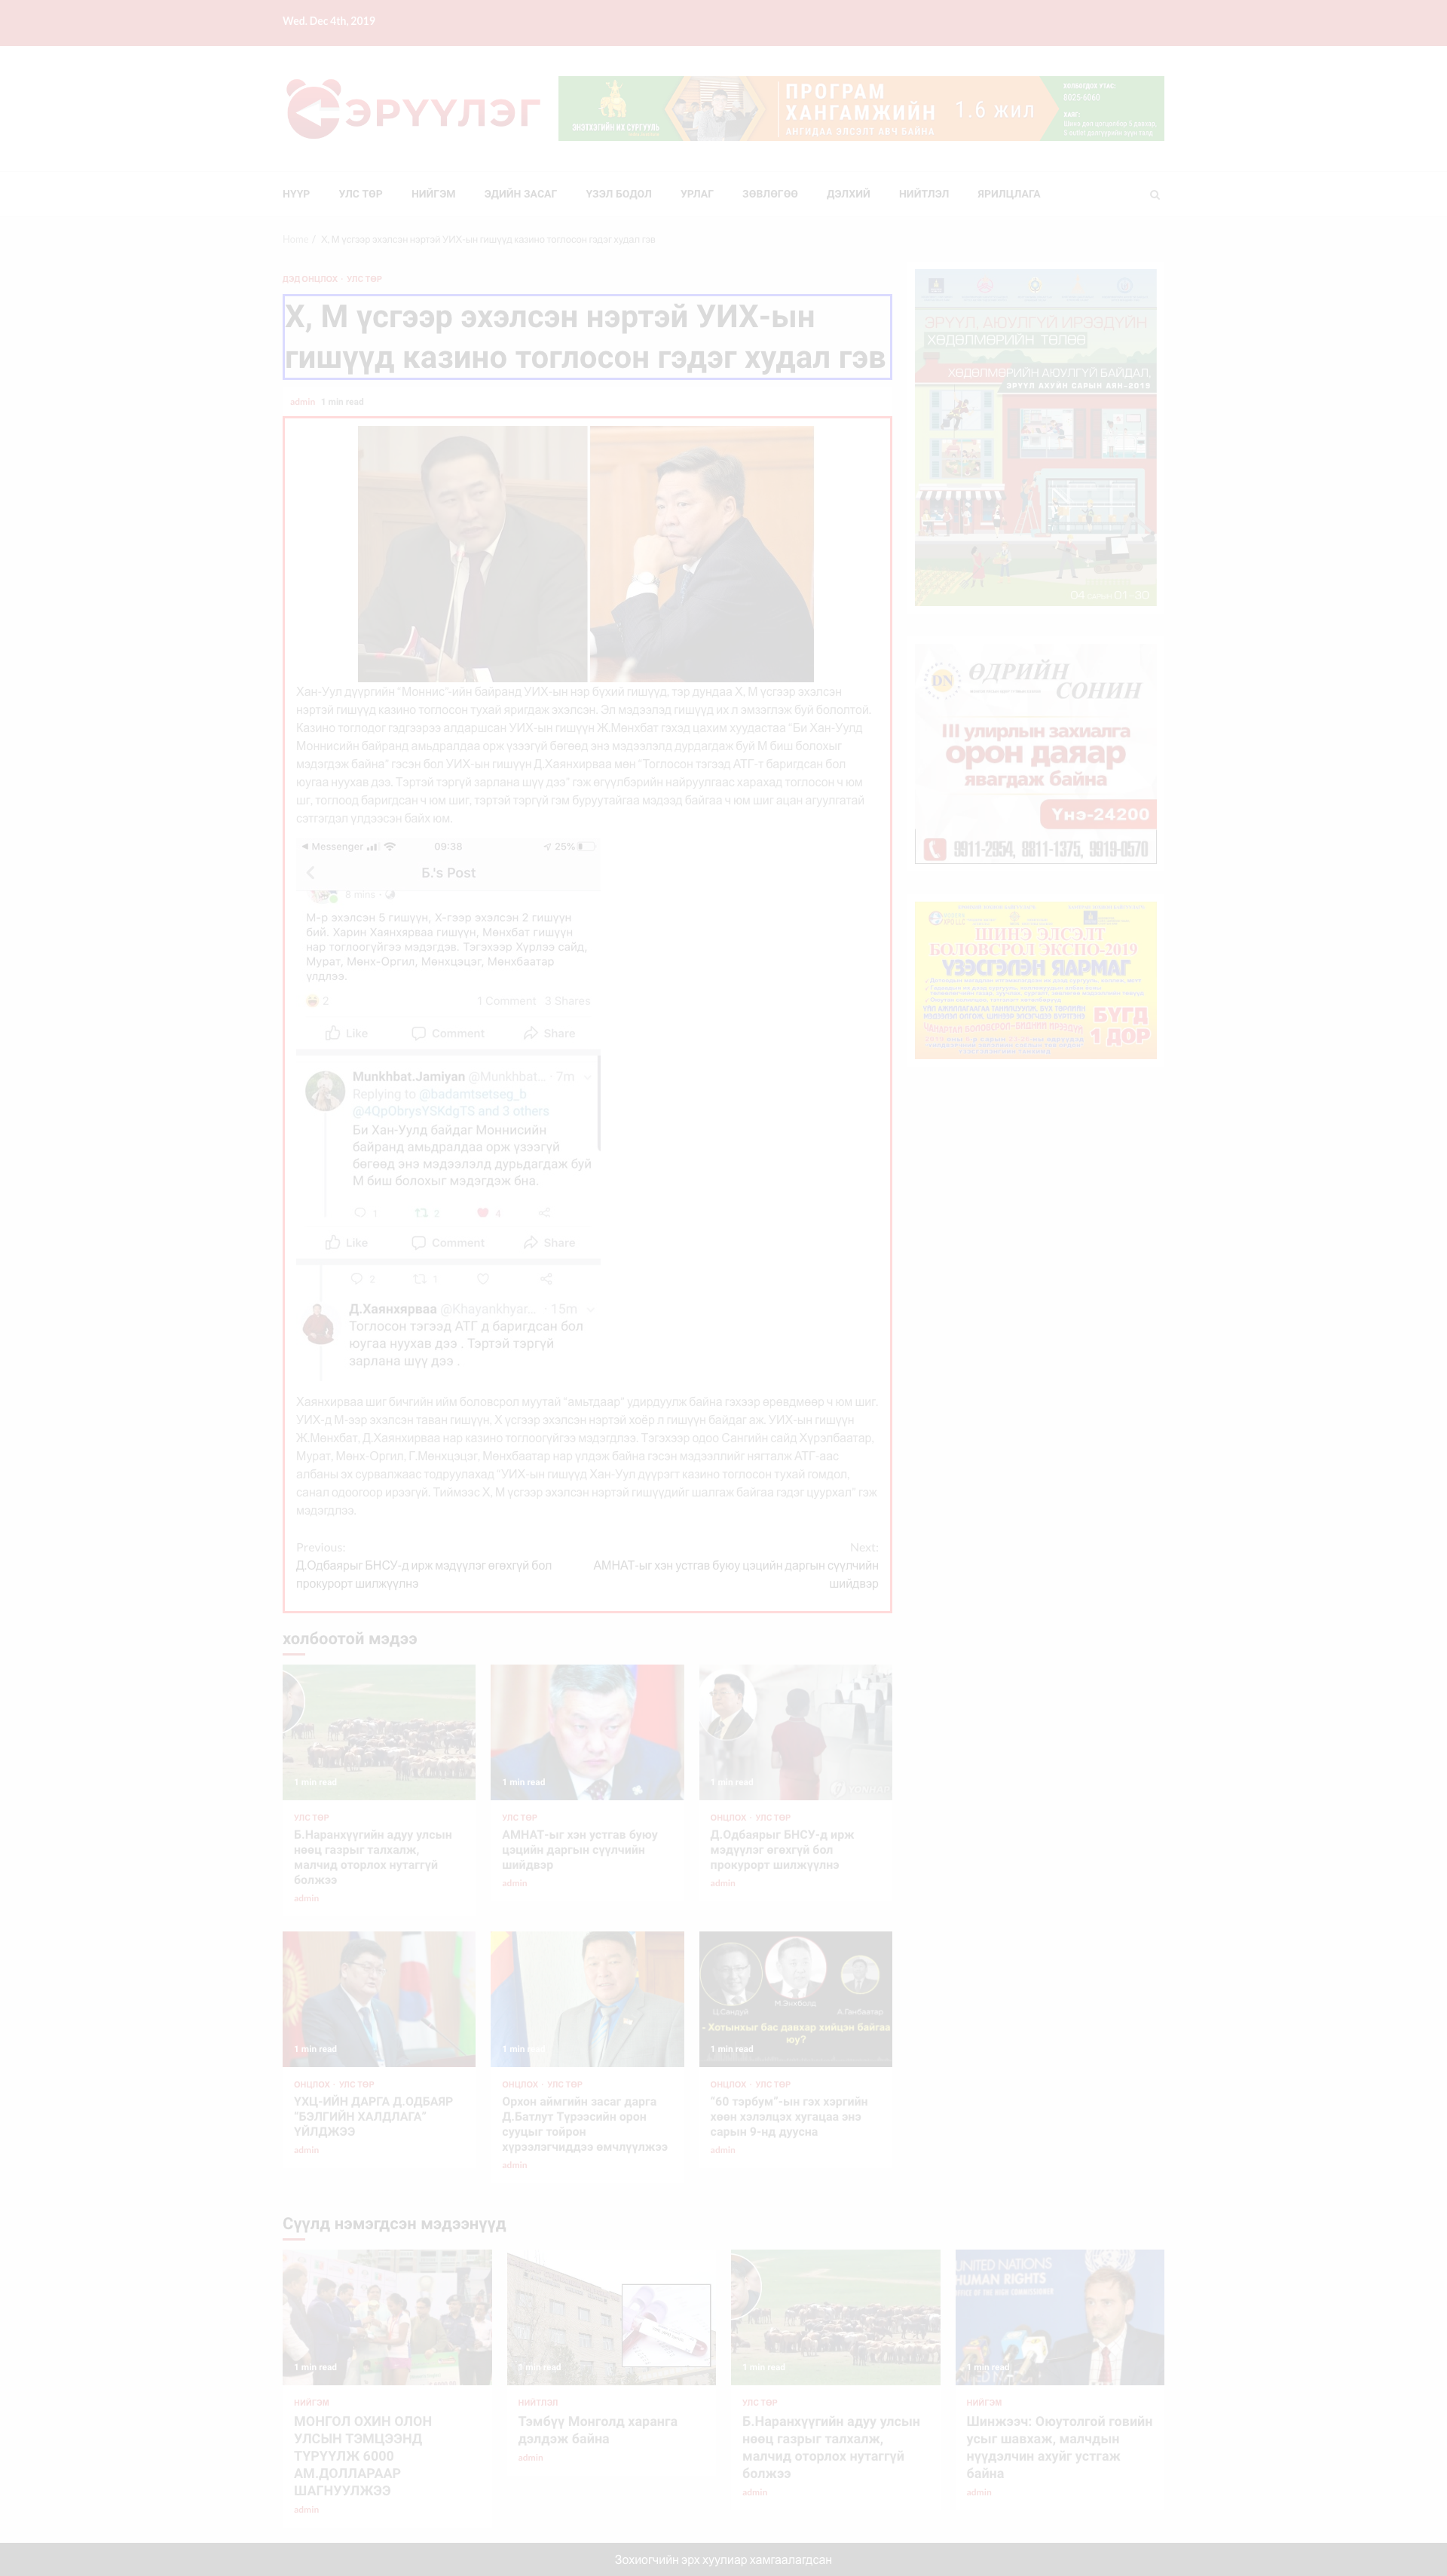 Wed. Dec 4th, 2019
ЭРҮҮЛЭГ
ЭНЭТХЭГИЙН ИХ СУРГУУЛЬ
ПРОГРАМ
ХАНГАМЖИЙН
АНГИДАА ЭЛСЭЛТ АВЧ БАЙНА
1.6 жил
НҮҮР УЛС ТӨР НИЙГЭМ ЭДИЙН ЗАСАГ ҮЗЭЛ БОДОЛ УРЛАГ ЗӨВЛӨГӨӨ ДЭЛХИЙ НИЙТЛЭЛ ЯРИЛЦЛАГА
Home / Х, М үсгээр эхэлсэн нэртэй УИХ-ын гишүүд казино тоглосон гэдэг худал гэв
ДЭД ОНЦЛОХ УЛС ТӨР
Х, М үсгээр эхэлсэн нэртэй УИХ-ын
гишүүд казино тоглосон гэдэг худал гэв
admin 1 min read
Хан-Уул дүүргийн "Моннис"-ийн байранд УИХ-ын нэр бүхий гишүүд, тэр дундаа Х, М үсгээр эхэлсэн
нэртэй гишүүд казино тоглосон тухай яригдаж эхэлсэн. Эл мэдээлэл гишүүд их л эмзэглэж буй бололтой.
Казино тоглодог гэдгээрээ алдаршсан УИХ-ын гишүүн Ж.Мөнхбат гэхэд цахим хуудастаа "Би Хан-Уулд
Моннисийн байранд амьдралдаа орж үзээгүй бөгөөд энэ мэдээлэлд дурдагдаж буй М биш болохыг
мэдэгдэж байна" гэсэн бол УИХ-ын гишүүн Д.Хаянхирваа мөн "Тоглосон тэгээд АТГ-т баригдсан бол
юугаа нуухав дээ. Тэртэй тэргүй зарлана шүү дээ" гэж өгүүлбэрийн найруулгаас харахад тоглосон ч юм
шг, тоглоод баригдсан ч юм шиг, тэртэй тэргүй гэм буруутайгаа мэдээд байгаа ч юм шиг ацан агуулгатай
сэтгэгдэл үлдээсэн байх юм.
Messenger 09:38 25%
Б.'s Post
6 mins
М-р эхэлсэн 5 гишүүн, Х-гээр эхэлсэн 2 гишүүн
бий. Харин Хаянхярваа гишүүн, Мөнхбат гишүүн
нар тоглоогүйгээ мэдэгдэв. Тэгэхээр Хүрлээ сайд,
Мурат, Мөнх-Оргил, Мөнхцэцэг, Мөнхбаатар
үлдлээ.
2 1 Comment 3 Shares
Like Comment Share
Munkhbat.Jamiyan @Munkhbat... · 7m
Replying to @badamtsetseg_b
@4QpObrysYSKdgTS and 3 others
Би Хан-Уулд байдаг Моннисийн
байранд амьдралдаа орж үзээгүй
бөгөөд энэ мэдээлэлд дурьдагдаж буй
М биш болохыг мэдэгдэж бна.
1 2 4
Like Comment Share
2 1
Д.Хаянхярваа @Khayankhyar... · 15m
Тоглосон тэгээд АТГ д баригдсан бол
юугаа нуухав дээ . Тэртэй тэргүй
зарлана шүү дээ .
Хаянхирваа шиг бичгийн ийм боловсрол муутай "амьтдаар" удирдуулж байна гэхээр өрөвдмөөр ч юм шиг.
УИХ-д М-ээр эхэлсэн таван гишүүн, Х үсгээр эхэлсэн нэртэй хоёр л гишүүн байдаг аж. УИХ-ын гишүүн
Ж.Мөнхбат, Д.Хаянхирваа нар казино тоглоогүйгээ мэдэгдлээ. Тэгэхээр одоо Сангийн сайд Хүрэлбаатар,
Мурат, Мөнх-Оргил, Г.Мөнхцэцэг, Мөнхбаатар нар үлдэж байна гэсэн мэдээллийг нягталж АТГ-аас
албаны эх сурвалжаас тодруулахад "УИХ-ын гишүүд Хан-Уул дүүрэгт казино тоглосон тухай гомдол,
санал одоогоор ирээгүй. Тиймээс Х, М үсгээр эхэлсэн нэртэй гишүүдийг шалгаж байгаа гэдэг цуурхал" гэж
мэдэгдлээ.
Previous:
Д.Одбаярыг БНСУ-д ирж мэдүүлэг өгөхгүй бол
прокурорт шилжүүлнэ
Next:
АМНАТ-ыг хэн устгав буюу цэцийн даргын сүүлчийн
шийдвэр
ЭРҮҮЛ, АЮУЛГҮЙ ИРЭЭДҮЙН
ХӨДӨЛМӨРИЙН ТӨЛӨӨ
ХӨДӨЛМӨРИЙН АЮУЛГҮЙ БАЙДАЛ,
ЭРҮҮЛ АХУЙН САРЫН АЯН-2019
04 сарын 01-30
DN ӨДРИЙН
СОНИН
III улирлын захиалга
орон даяар
явагдаж байна
Үнэ-24200
9911-2954, 8811-1375, 9919-0570
ШИНЭ ЭЛСЭЛТ
БОЛОВСРОЛ ЭКСПО-2019
ҮЗЭСГЭЛЭН ЯАРМАГ
БҮГД
1 ДОР
холбоотой мэдээ
1 min read
УЛС ТӨР
Б.Наранхүүгийн адуу улсын
нөөц газрыг талхалж,
малчид оторлох нутаггүй
болжээ
admin
1 min read
УЛС ТӨР
АМНАТ-ыг хэн устгав буюу
цэцийн даргын сүүлчийн
шийдвэр
admin
1 min read
ОНЦЛОХ УЛС ТӨР
Д.Одбаярыг БНСУ-д ирж
мэдүүлэг өгөхгүй бол
прокурорт шилжүүлнэ
admin
1 min read
ОНЦЛОХ УЛС ТӨР
ҮХЦ-ИЙН ДАРГА Д.ОДБАЯР
"БЭЛГИЙН ХАЛДЛАГА"
ҮЙЛДЖЭЭ
admin
1 min read
ОНЦЛОХ УЛС ТӨР
Орхон аймгийн засаг дарга
Д.Батлут Түрээсийн орон
сууцыг тойрон
хүрээлэгчиддээ өмчлүүлжээ
admin
Ц.Сандуй М.Энхболд А.Ганбаатар
- Хотынхыг бас давхар хийцэн байгаа
юу?
1 min read
ОНЦЛОХ УЛС ТӨР
"60 тэрбум"-ын гэх хэргийн
хөөн хэлэлцэх хугацаа энэ
сарын 9-нд дуусна
admin
Сүүлд нэмэгдсэн мэдээнүүд
1 min read
НИЙГЭМ
МОНГОЛ ОХИН ОЛОН
УЛСЫН ТЭМЦЭЭНД
ТҮРҮҮЛЖ 6000
АМ.ДОЛЛАРААР
ШАГНУУЛЖЭЭ
admin
1 min read
НИЙТЛЭЛ
Тэмбүү Монголд харанга
дэлдэж байна
admin
1 min read
УЛС ТӨР
Б.Наранхүүгийн адуу улсын
нөөц газрыг талхалж,
малчид оторлох нутаггүй
болжээ
admin
UNITED NATIONS
HUMAN RIGHTS
1 min read
НИЙГЭМ
Шинжээч: Оюутолгой говийн
усыг шавхаж, малчдын
нүүдэлчин ахуйг устгаж
байна
admin
Зохиогчийн эрх хуулиар хамгаалагдсан